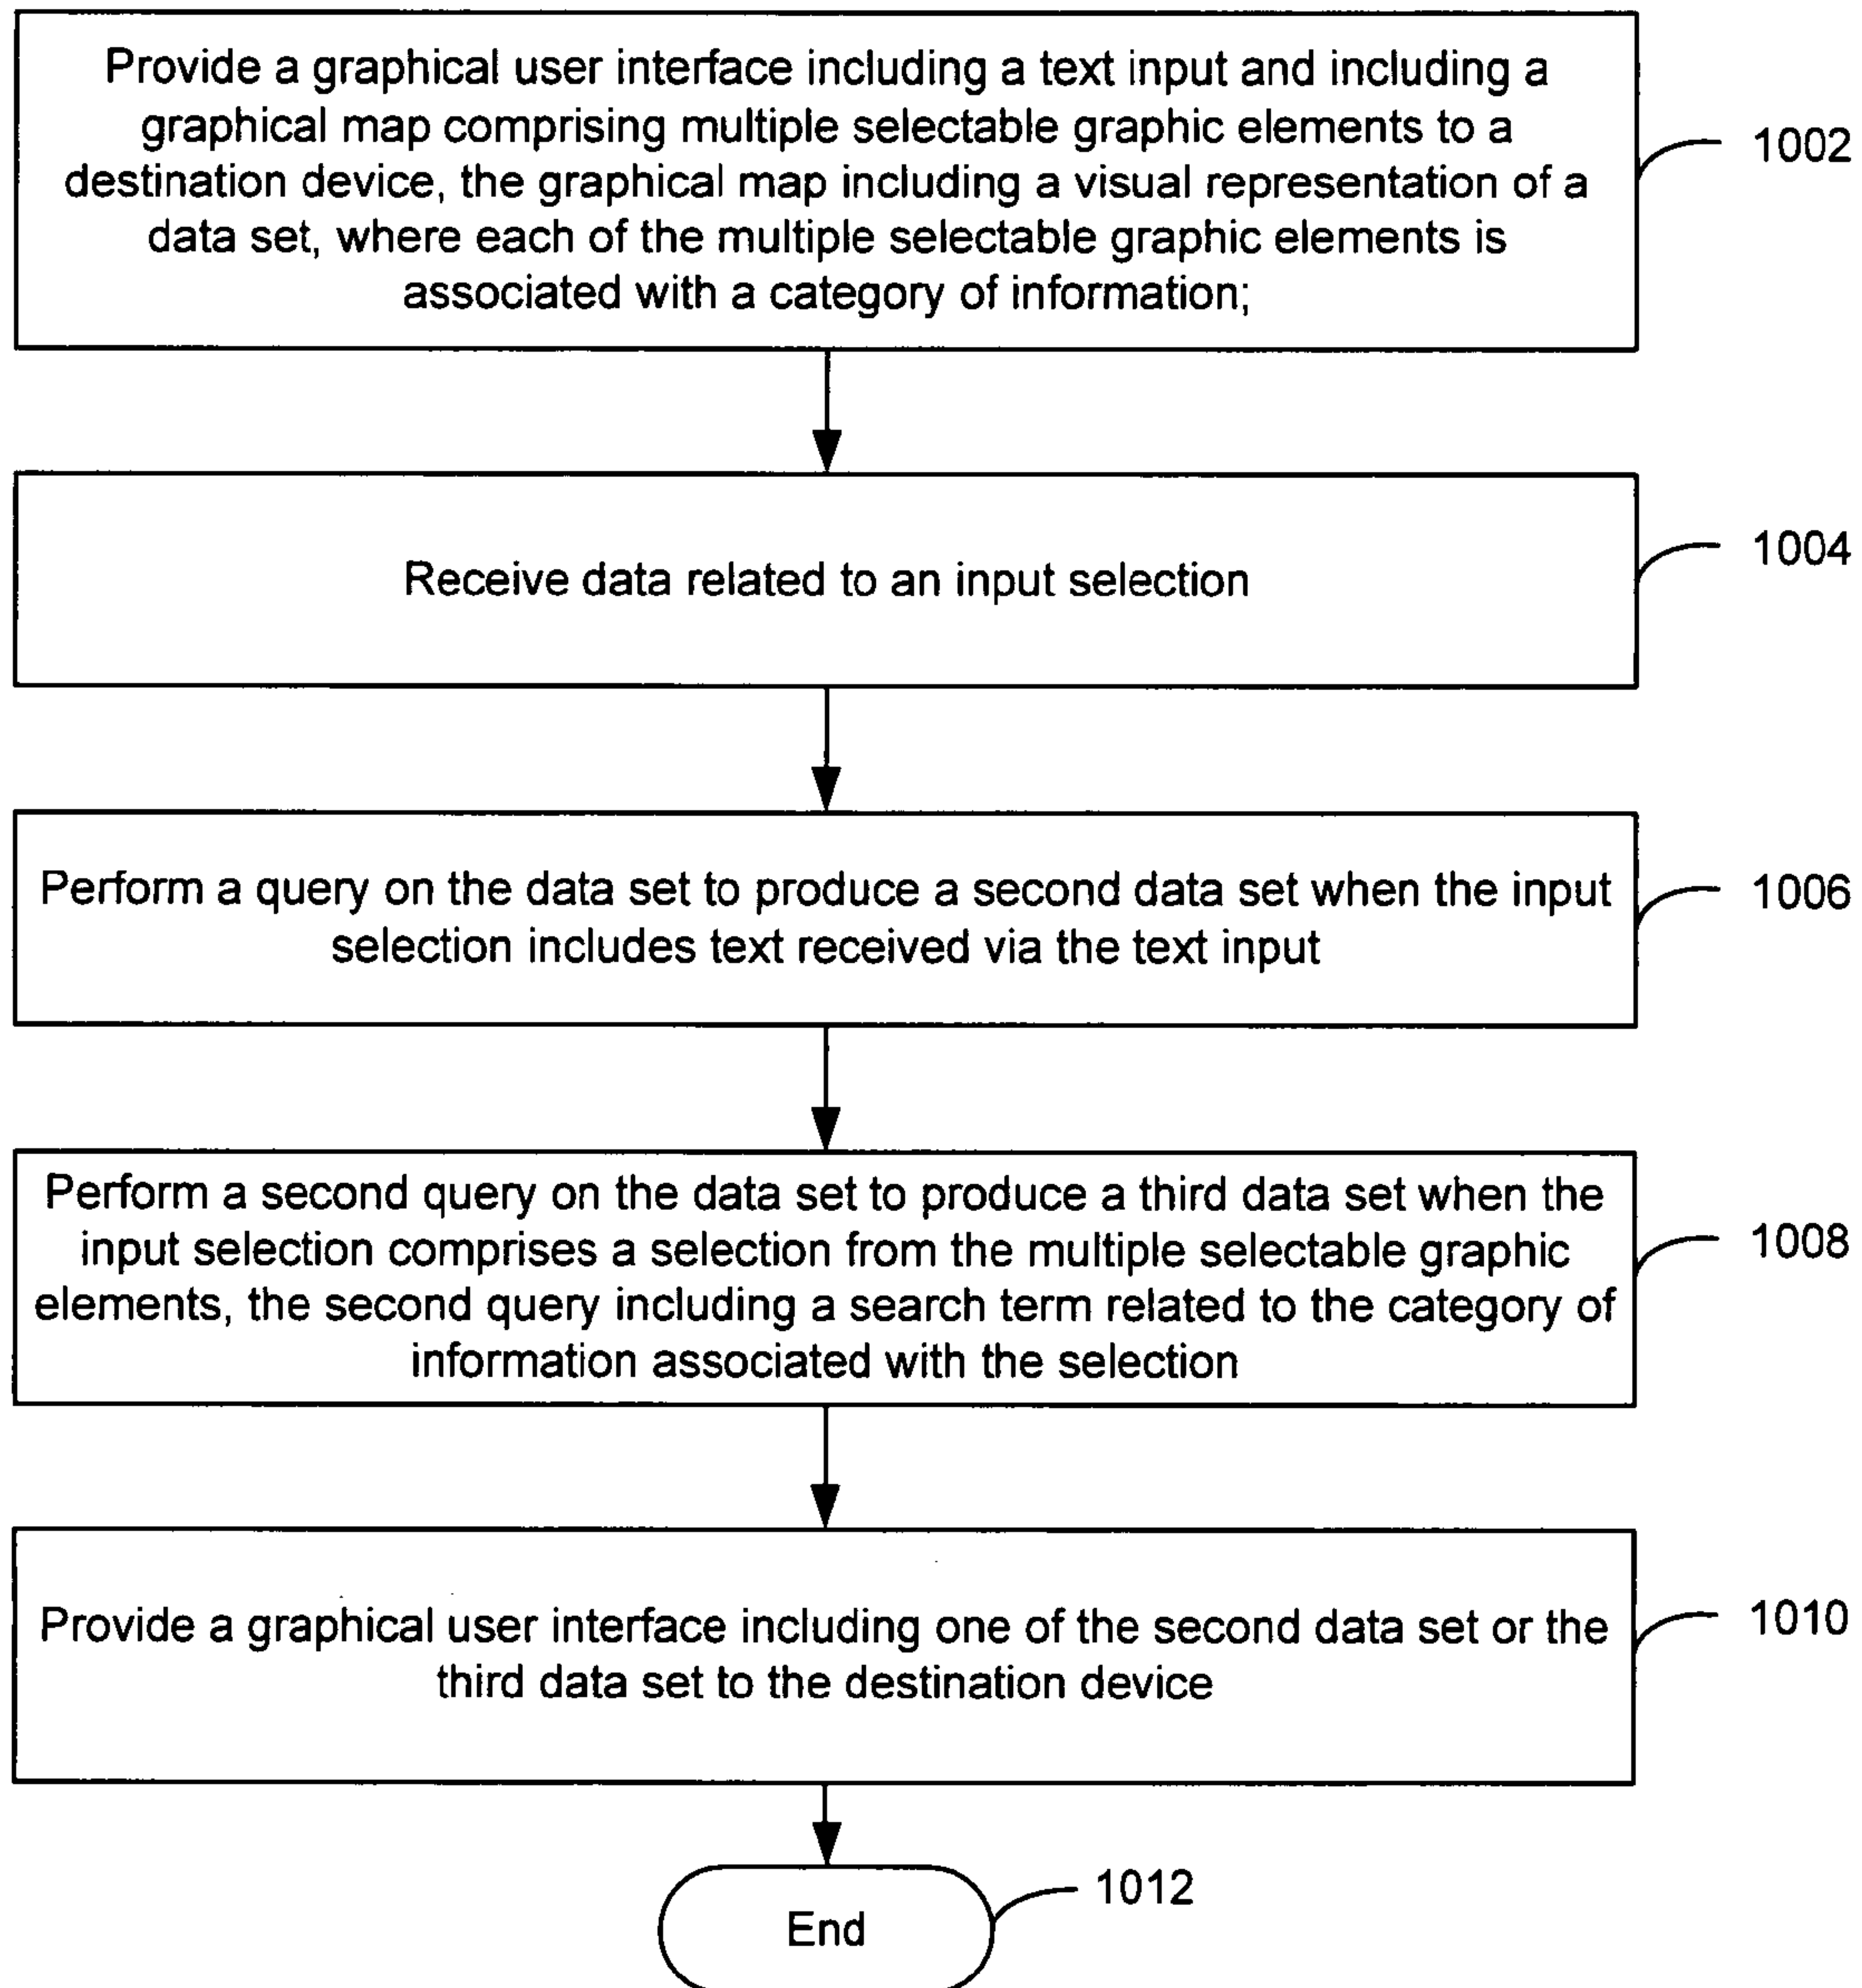 Provide a graphical user interface including a text input and including a
graphical map comprising multiple selectable graphic elements to a
destination device, the graphical map including a visual representation of a
data set, where each of the multiple selectable graphic elements is
associated with a category of information;
1002
Receive data related to an input selection
1004
Perform a query on the data set to produce a second data set when the input
selection includes text received via the text input
1006
Perform a second query on the data set to produce a third data set when the
input selection comprises a selection from the multiple selectable graphic
elements, the second query including a search term related to the category of
information associated with the selection
1008
Provide a graphical user interface including one of the second data set or the
third data set to the destination device
1010
End
1012